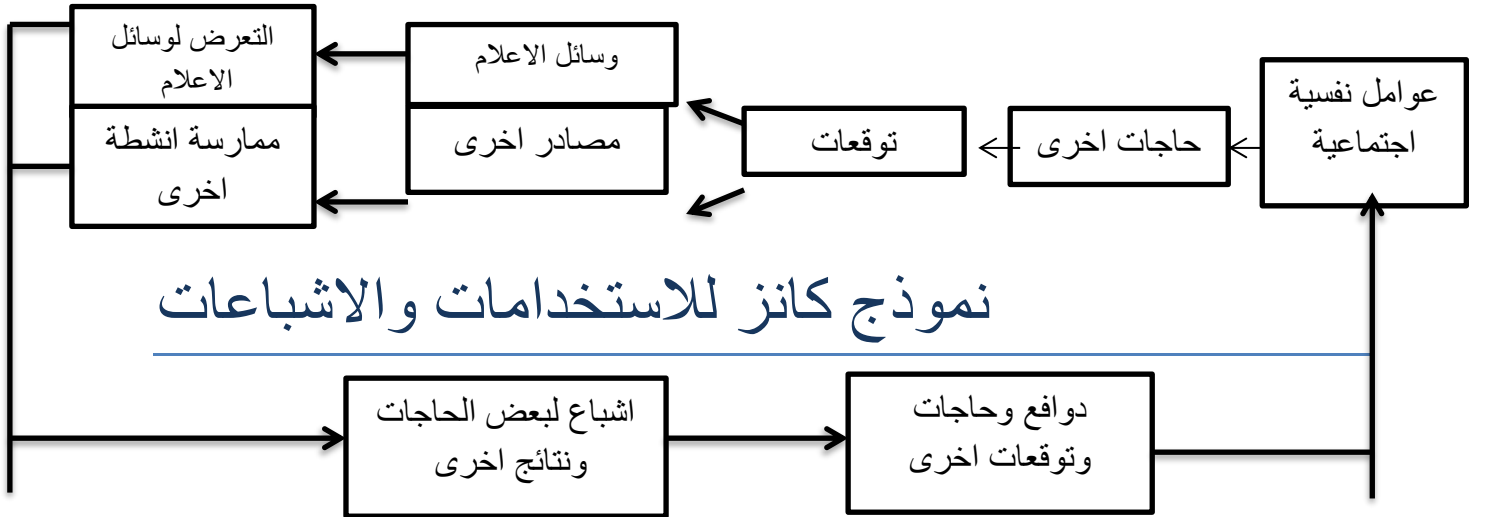 عوامل نفسية
اجتماعية
حاجات اخرى
توقعات
وسائل الاعلام
مصادر اخرى
التعرض لوسائل
الاعلام
ممارسة انشطة
اخرى
نموذج كانز للاستخدامات والاشباعات
اشباع لبعض الحاجات
ونتائج اخرى
دوافع وحاجات
وتوقعات اخرى